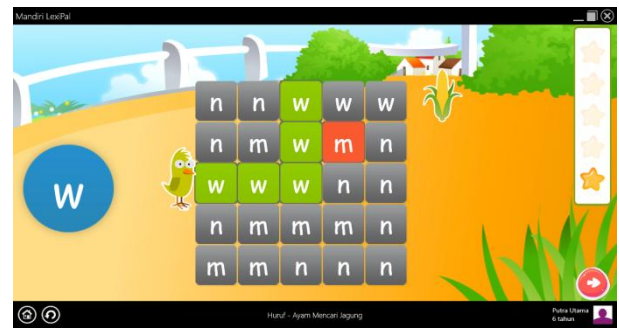 Mandiri LexiPal
n n w w w
n m w m n
w w w w n n
n m m m n
m m n n n
Huruf - Ayam Mencari Jagung
Putra Utama
6 tahun